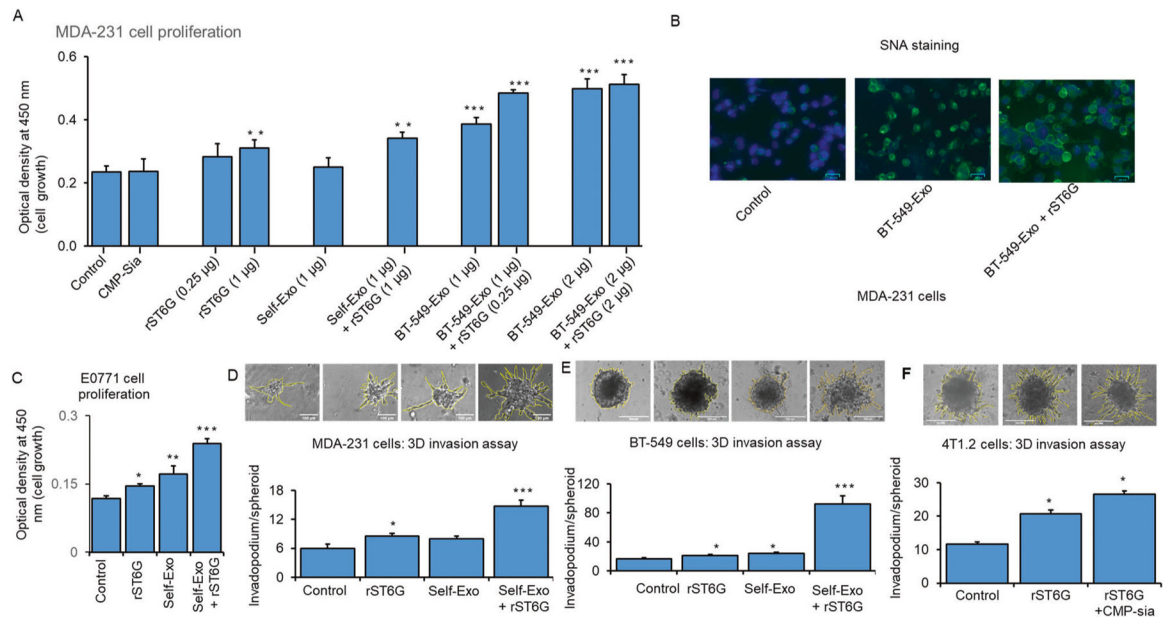 A
MDA-231 cell proliferation
Optical density at 450 nm
(cell growth)
0.6
0.4
0.2
0.0
* *
* *
***
***
***
***
Control
CMP-Sia
rST6G (0.25 µg)
rST6G (1 µg)
Self-Exo (1 µg)
Self-Exo (1 µg)
+ rST6G (1 µg)
BT-549-Exo (1 µg)
BT-549-Exo (1 µg)
+ rST6G (0.25 µg)
BT-549-Exo (2 µg)
BT-549-Exo (2 µg)
+ rST6G (2 µg)
B
SNA staining
Control
BT-549-Exo
BT-549-Exo + rST6G
MDA-231 cells
C
E0771 cell
proliferation
Optical density at 450
nm (cell growth)
0.3
0.15
0
*
**
***
Control
rST6G
Self-Exo
Self-Exo
+ rST6G
D
MDA-231 cells: 3D invasion assay
Invadopodium/spheroid
18
12
6
0
*
***
Control
rST6G
Self-Exo
Self-Exo
+ rST6G
E
BT-549 cells: 3D invasion assay
Invadopodium/spheroid
120
80
40
0
*
*
***
Control
rST6G
Self-Exo
Self-Exo
+ rST6G
F
4T1.2 cells: 3D invasion assay
Invadopodium/spheroid
30
20
10
0
*
*
Control
rST6G
rST6G
+CMP-sia